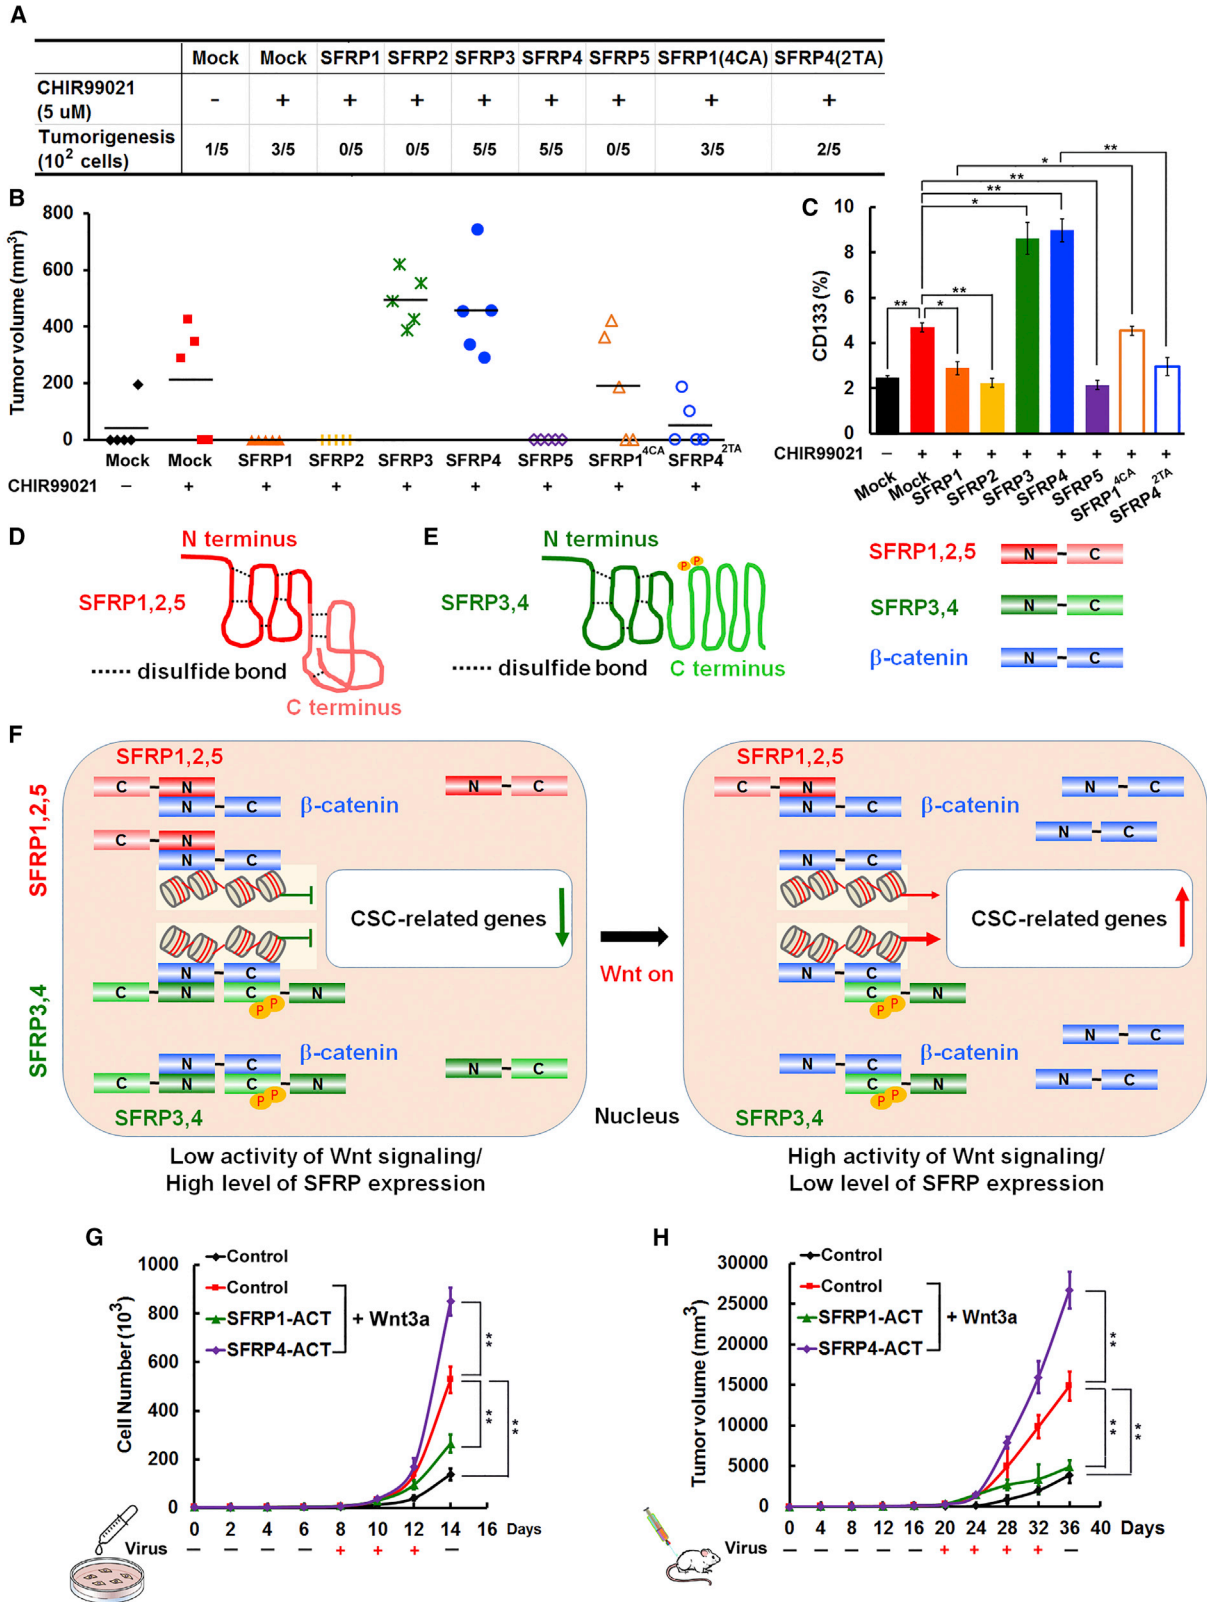 A
Mock Mock SFRP1 SFRP2 SFRP3 SFRP4 SFRP5 SFRP1(4CA) SFRP4(2TA)
CHIR99021
(5 uM) - + + + + + + + +
Tumorigenesis
(10² cells) 1/5 3/5 0/5 0/5 5/5 5/5 0/5 3/5 2/5
B
Tumor volume (mm³)
800
600
400
200
0
Mock Mock SFRP1 SFRP2 SFRP3 SFRP4 SFRP5 SFRP1⁴ᶜᴬ SFRP4²ᵀᴬ
CHIR99021 – + + + + + + + +
C
CD133 (%)
10
8
6
4
2
0
** * ** * ** ** * **
CHIR99021 – + + + + + + + +
Mock Mock SFRP1 SFRP2 SFRP3 SFRP4 SFRP5 SFRP1⁴ᶜᴬ SFRP4²ᵀᴬ
D
N terminus
SFRP1,2,5
disulfide bond
C terminus
E
N terminus
P P
SFRP3,4
disulfide bond
C terminus
SFRP1,2,5 N C
SFRP3,4 N C
β-catenin N C
F
SFRP1,2,5
SFRP3,4
SFRP1,2,5
C N N C
N C β-catenin
C N
N C
CSC-related genes
N C
C N C N
P P
N C β-catenin N C
C N C N
P P
SFRP3,4
Low activity of Wnt signaling/
High level of SFRP expression
Wnt on
Nucleus
SFRP1,2,5
C N N C
N C β-catenin
N C
N C
CSC-related genes
N C
C N
P P
N C
N C β-catenin
C N N C
P P
SFRP3,4
High activity of Wnt signaling/
Low level of SFRP expression
G
Control
Control
SFRP1-ACT + Wnt3a
SFRP4-ACT
Cell Number (10³)
1000
800
600
400
200
0
** ** **
0 2 4 6 8 10 12 14 16 Days
Virus – – – – + + + –
H
Control
Control
SFRP1-ACT + Wnt3a
SFRP4-ACT
Tumor volume (mm³)
30000
25000
20000
15000
10000
5000
0
** ** **
0 4 8 12 16 20 24 28 32 36 40 Days
Virus – – – – – + + + + –